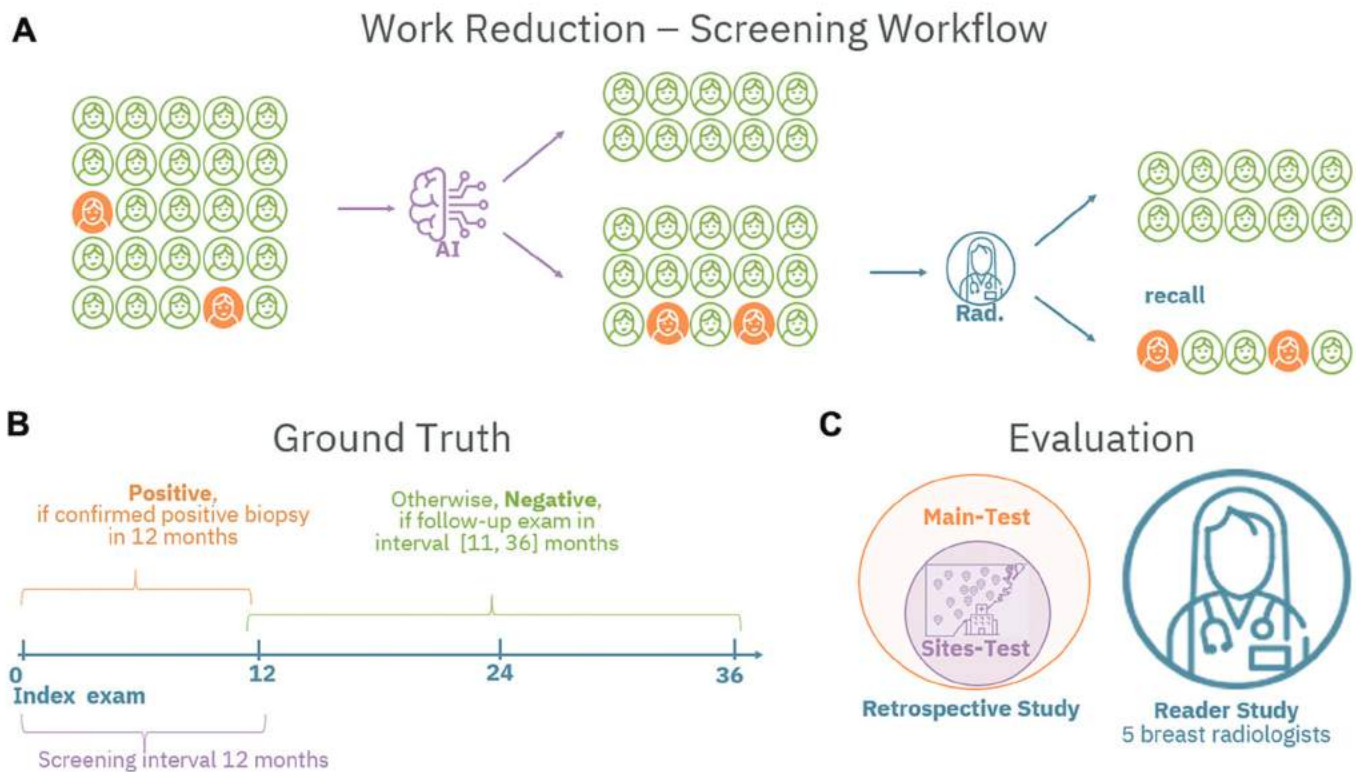 A
Work Reduction – Screening Workflow
AI
Rad.
recall
B
Ground Truth
Positive,
if confirmed positive biopsy
in 12 months
Otherwise, Negative,
if follow-up exam in
interval [11, 36] months
0
12
24
36
Index exam
Screening interval 12 months
C
Evaluation
Main-Test
Sites-Test
Retrospective Study
Reader Study
5 breast radiologists